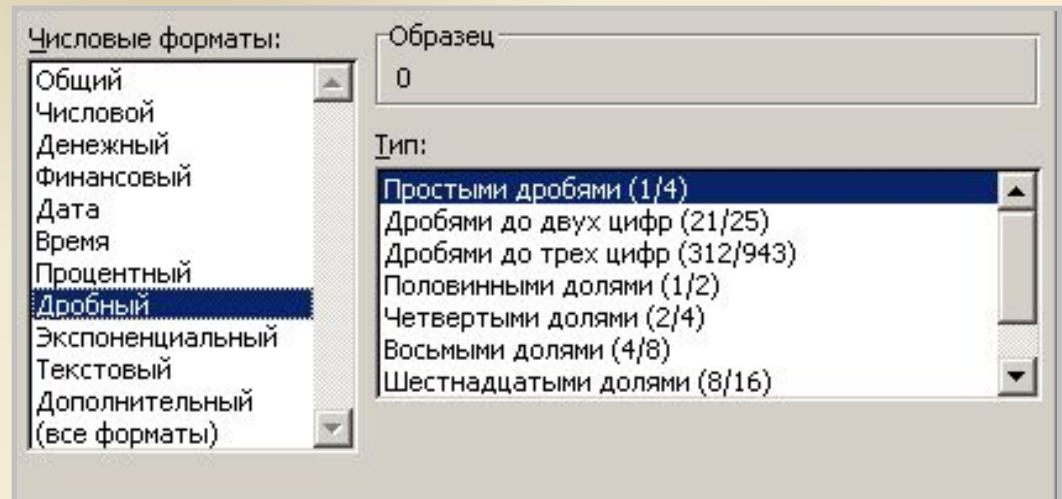 Числовые форматы:
Общий
Числовой
Денежный
Финансовый
Дата
Время
Процентный
Дробный
Экспоненциальный
Текстовый
Дополнительный
(все форматы)
Образец
0
Тип:
Простыми дробями (1/4)
Дробями до двух цифр (21/25)
Дробями до трех цифр (312/943)
Половинными долями (1/2)
Четвертыми долями (2/4)
Восьмыми долями (4/8)
Шестнадцатыми долями (8/16)